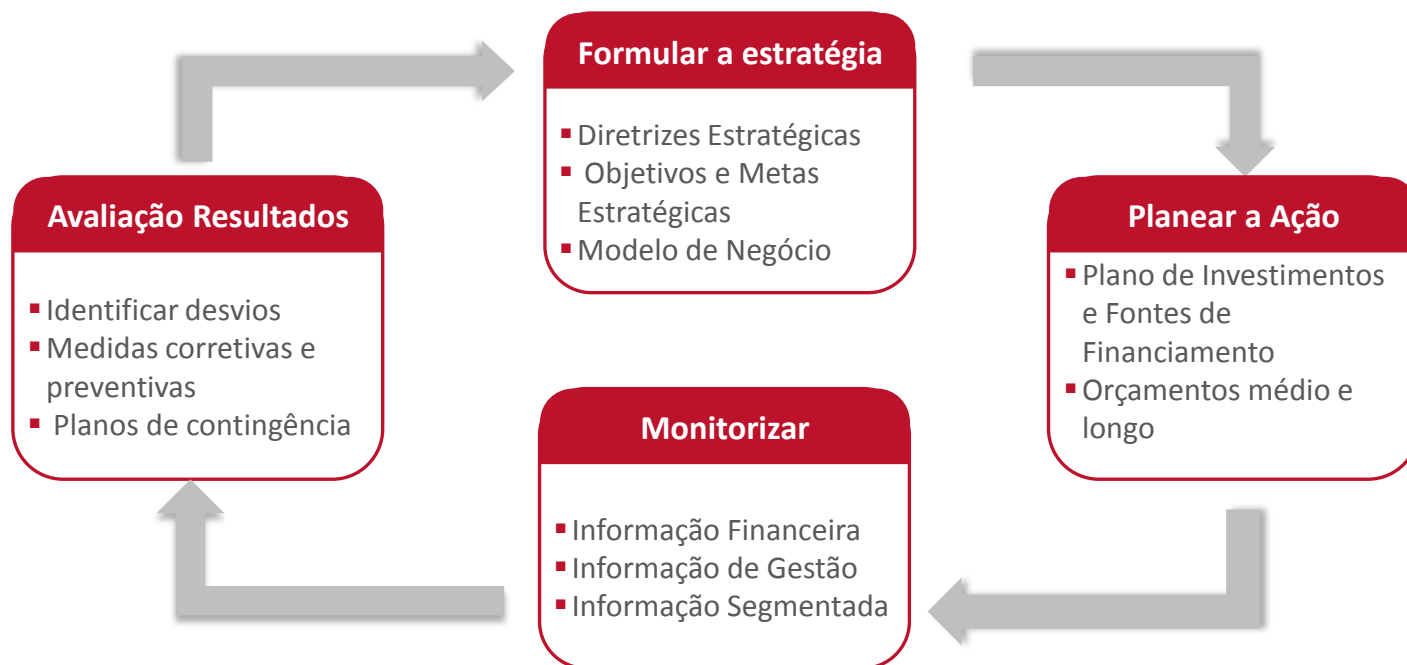 Formular a estratégia
▪ Diretrizes Estratégicas
▪ Objetivos e Metas
Estratégicas
▪ Modelo de Negócio
Planear a Ação
▪ Plano de Investimentos
e Fontes de
Financiamento
▪ Orçamentos médio e
longo
Monitorizar
▪ Informação Financeira
▪ Informação de Gestão
▪ Informação Segmentada
Avaliação Resultados
▪ Identificar desvios
▪ Medidas corretivas e
preventivas
▪ Planos de contingência